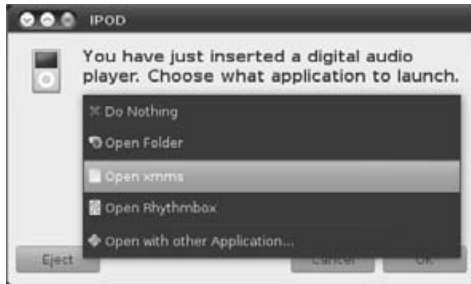 IPOD
You have just inserted a digital audio
player. Choose what application to launch.
Do Nothing
Open Folder
Open xmms
Open Rhythmbox
Open with other Application...
Eject
Cancel
OK